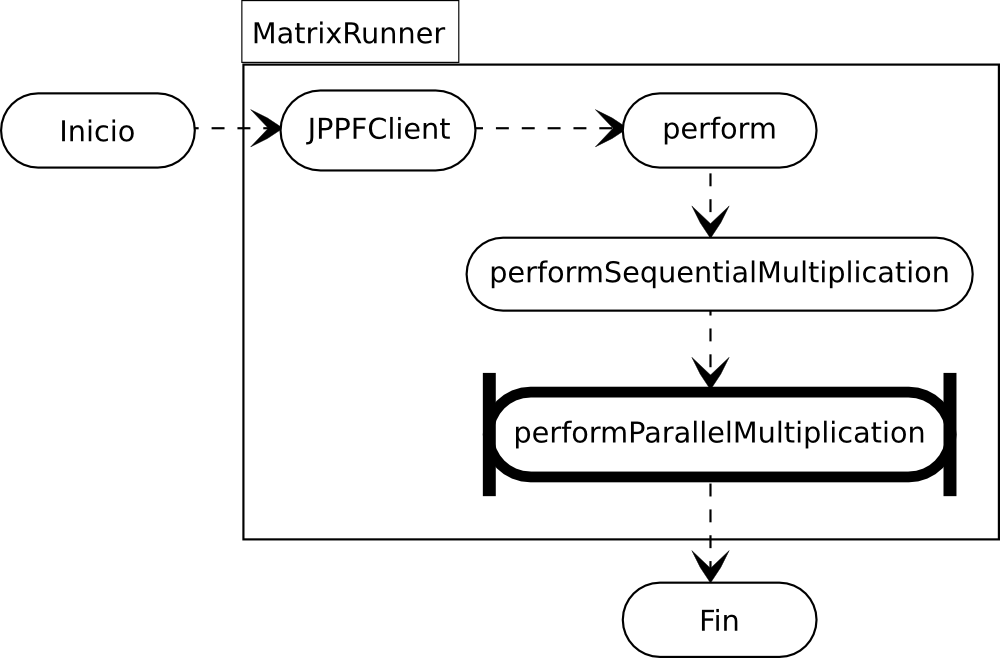 MatrixRunner
Inicio
JPPFClient
perform
performSequentialMultiplication
performParallelMultiplication
Fin